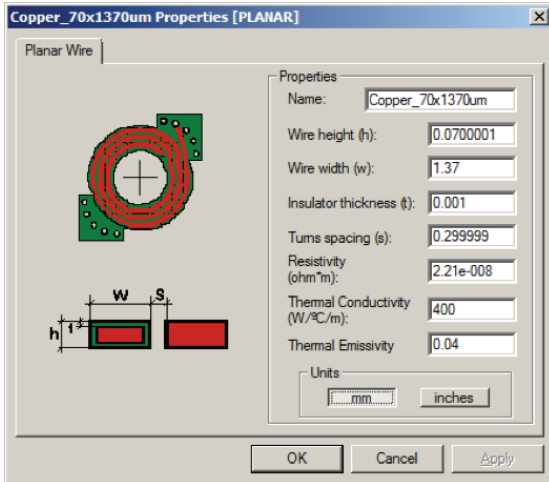 Copper_70x1370um Properties [PLANAR]
Planar Wire
Properties
Name: Copper_70x1370um
Wire height (h): 0.0700001
Wire width (w): 1.37
Insulator thickness (t): 0.001
Turns spacing (s): 0.299999
Resistivity
(ohm*m): 2.21e-008
Thermal Conductivity
(W/ºC/m): 400
Thermal Emissivity 0.04
Units
mm inches
W S
h t
OK Cancel Apply